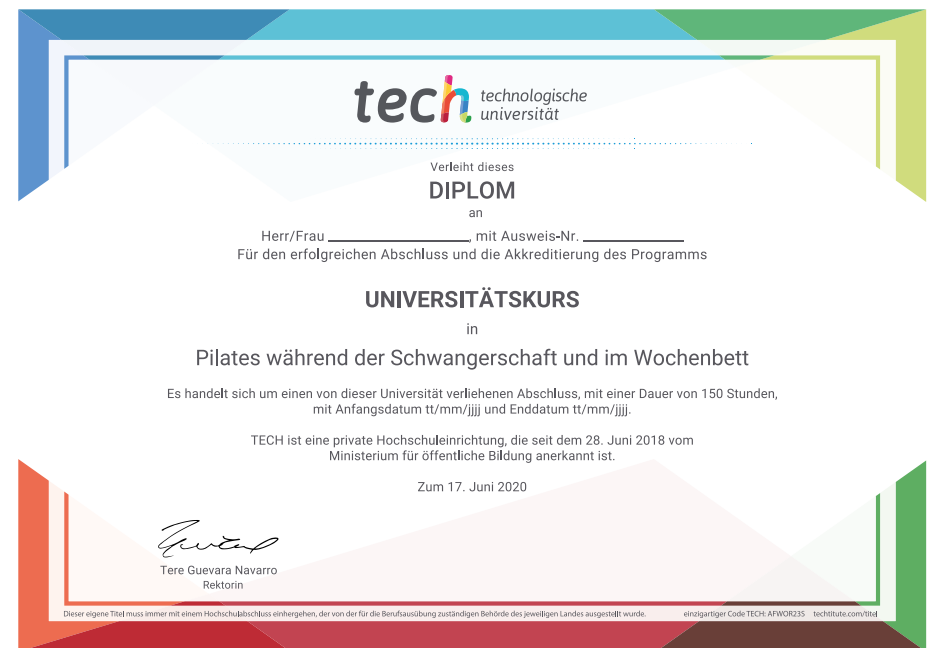 tech technologische
universität
Verleiht dieses
DIPLOM
an
Herr/Frau ____________________, mit Ausweis-Nr. ______________
Für den erfolgreichen Abschluss und die Akkreditierung des Programms
UNIVERSITÄTSKURS
in
Pilates während der Schwangerschaft und im Wochenbett
Es handelt sich um einen von dieser Universität verliehenen Abschluss, mit einer Dauer von 150 Stunden,
mit Anfangsdatum tt/mm/jjjj und Enddatum tt/mm/jjjj.
TECH ist eine private Hochschuleinrichtung, die seit dem 28. Juni 2018 vom
Ministerium für öffentliche Bildung anerkannt ist.
Zum 17. Juni 2020
Tere Guevara Navarro
Rektorin
Dieser eigene Titel muss immer mit einem Hochschulabschluss einhergehen, der von der für die Berufsausübung zuständigen Behörde des jeweiligen Landes ausgestellt wurde. einzigartiger Code TECH: AFWOR23S techtitute.com/titel